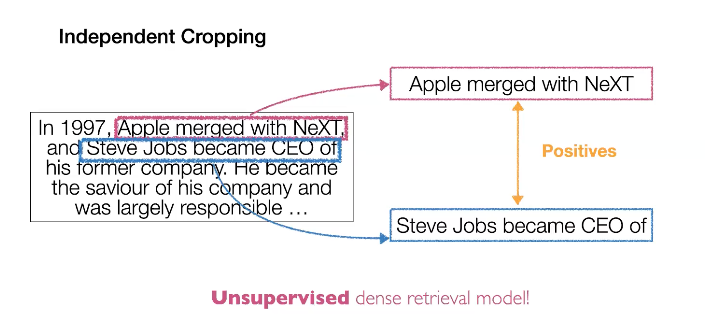 Independent Cropping
Apple merged with NeXT
In 1997, Apple merged with NeXT,
and Steve Jobs became CEO of
his former company. He became
the saviour of his company and
was largely responsible ...
Positives
Steve Jobs became CEO of
Unsupervised dense retrieval model!